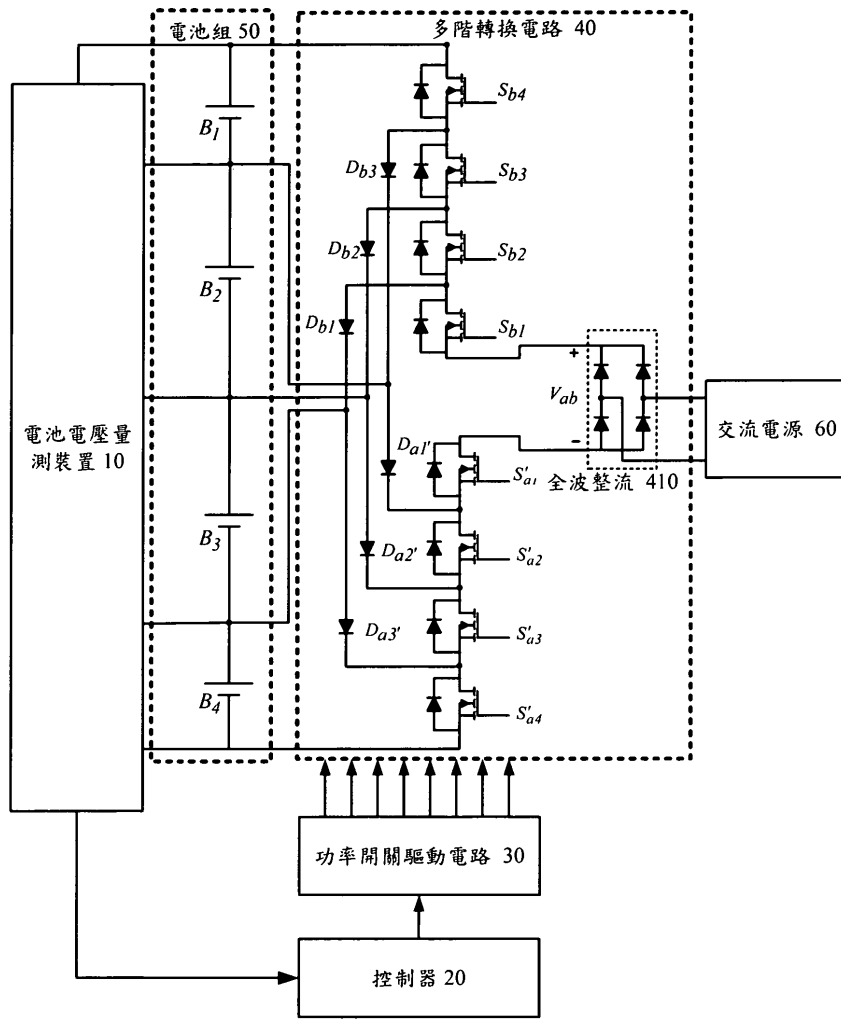 電池組 50
多階轉換電路 40
B1
B2
B3
B4
Sb4
Sb3
Sb2
Sb1
Db3
Db2
Db1
+
Vab
-
全波整流 410
交流電源 60
電池電壓量
測裝置 10
Da1'
Da2'
Da3'
S'a1
S'a2
S'a3
S'a4
功率開關驅動電路 30
控制器 20